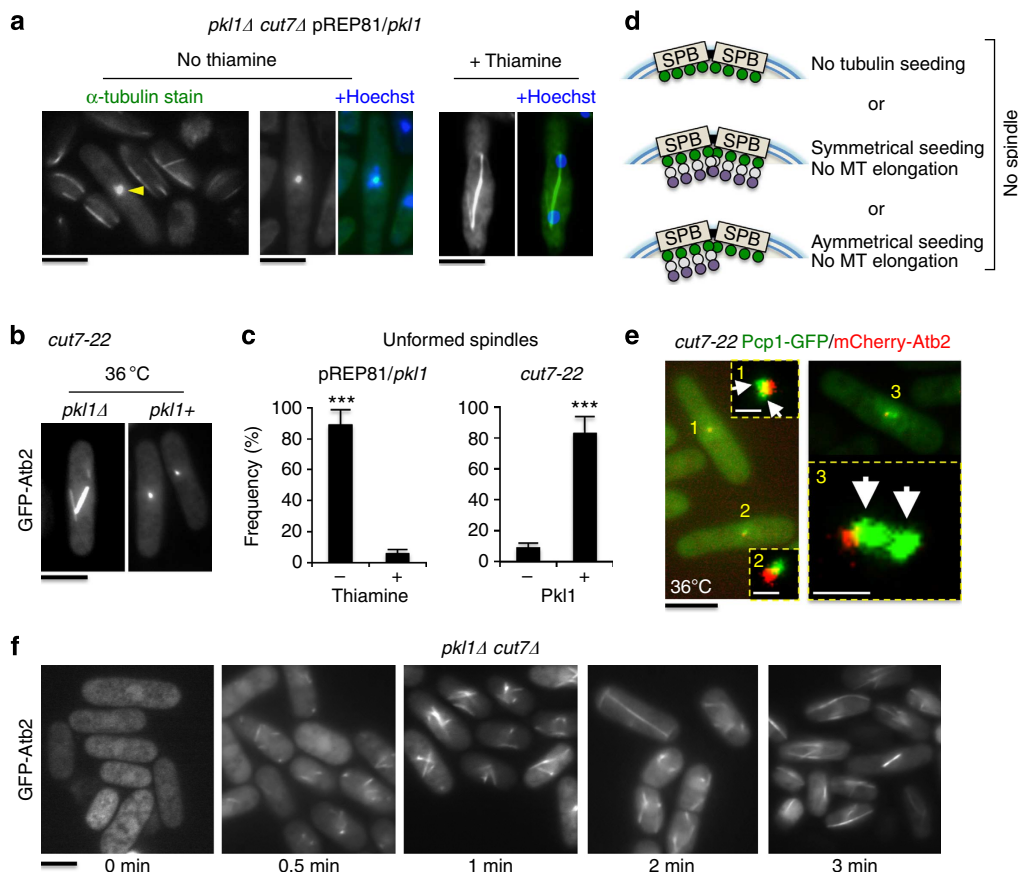 a
pkl1Δ cut7Δ pREP81/pkl1
No thiamine
+ Thiamine
α-tubulin stain
+Hoechst
+Hoechst
b
cut7-22
36 °C
pkl1Δ
pkl1+
GFP-Atb2
c
Unformed spindles
pREP81/pkl1
cut7-22
Frequency (%)
100
80
60
40
20
0
***
–
+
Thiamine
100
80
60
40
20
0
***
–
+
Pkl1
d
SPB
SPB
No tubulin seeding
or
SPB
SPB
Symmetrical seeding
No MT elongation
or
SPB
SPB
Aymmetrical seeding
No MT elongation
No spindle
e
cut7-22 Pcp1-GFP/mCherry-Atb2
1
1
2
2
36°C
3
3
f
pkl1Δ cut7Δ
GFP-Atb2
0 min
0.5 min
1 min
2 min
3 min